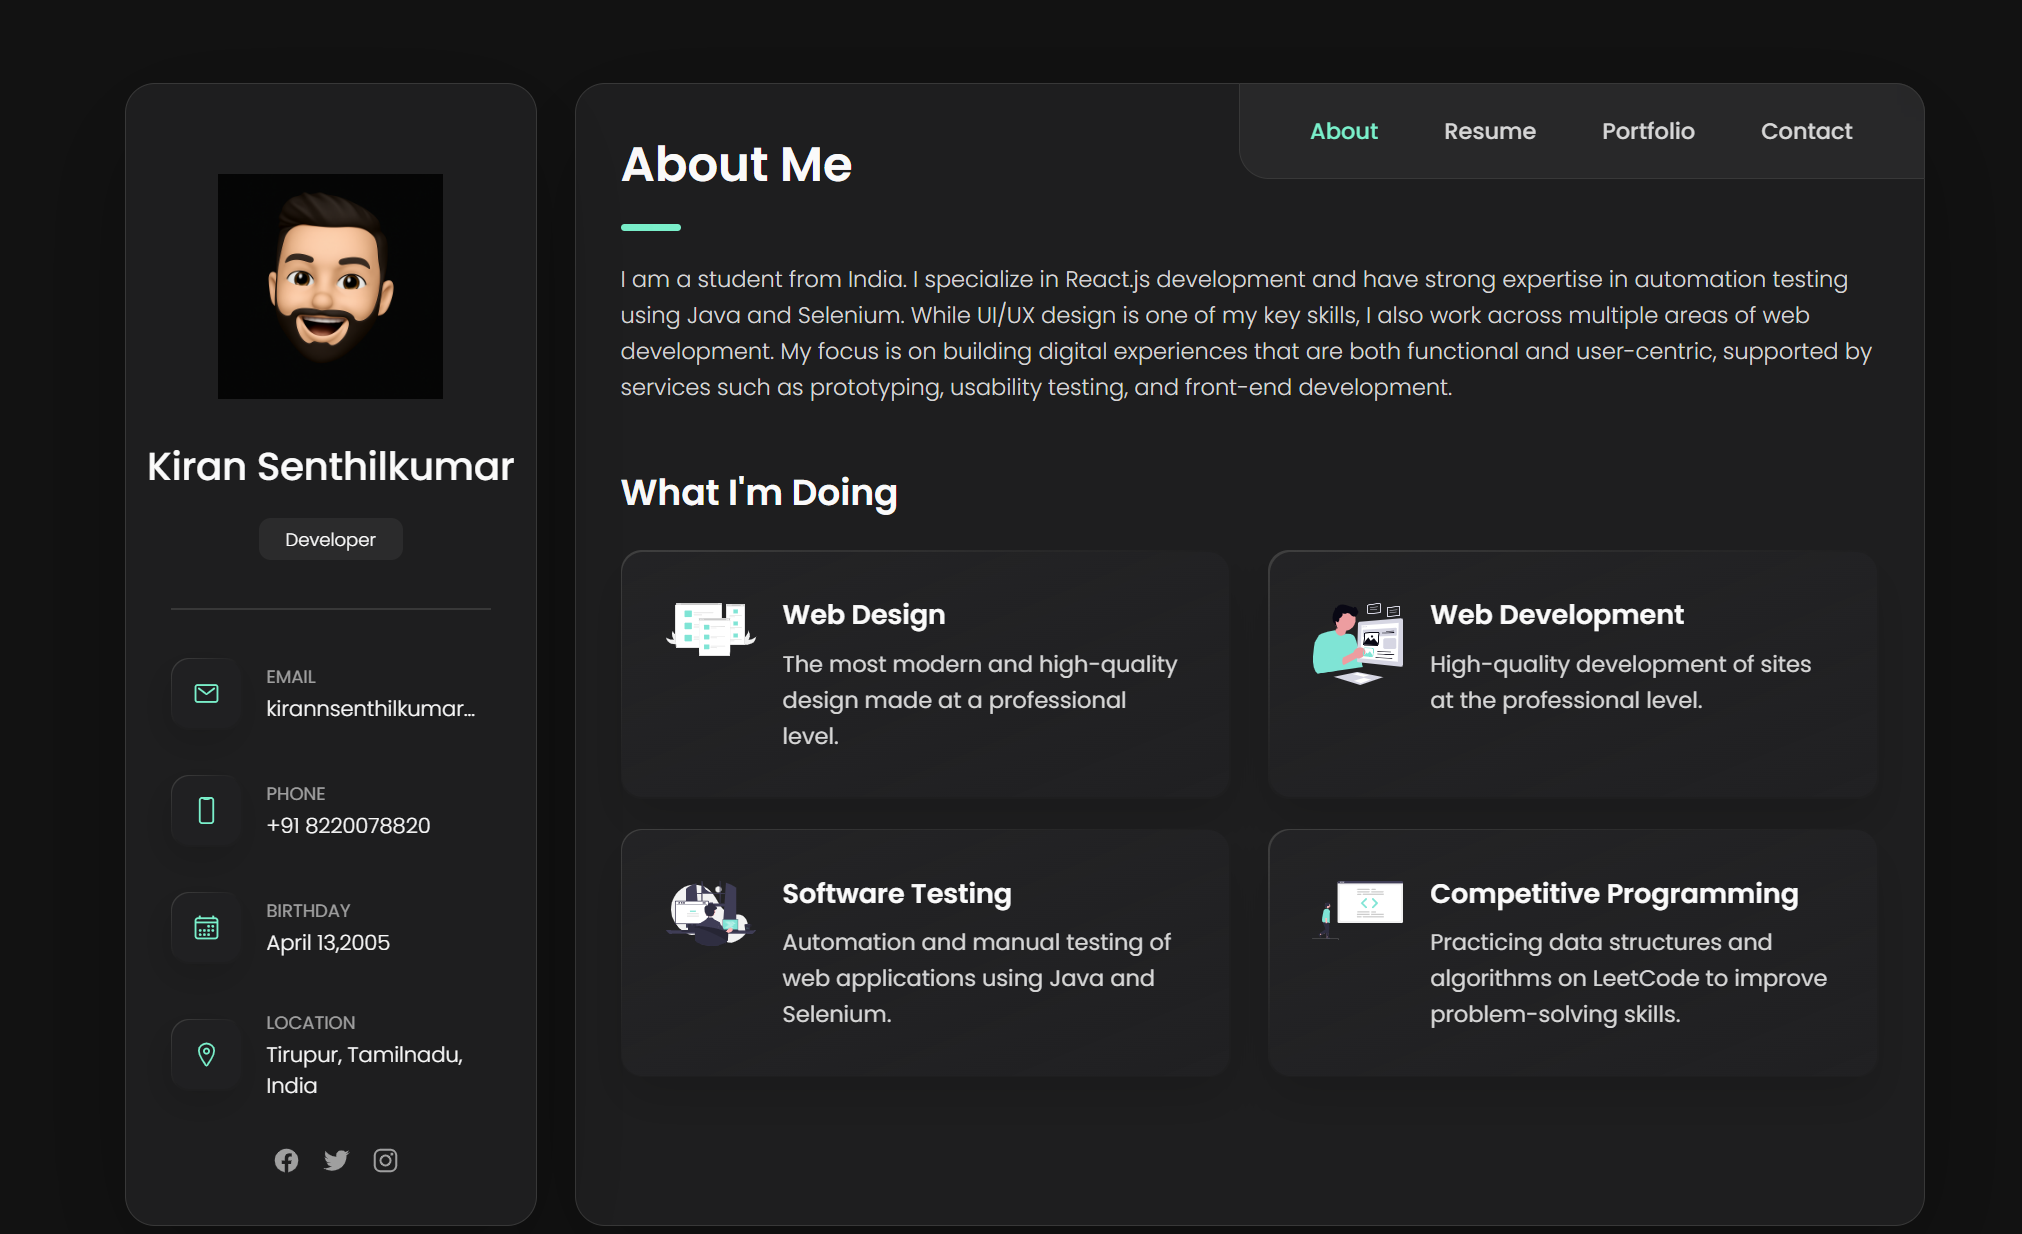 Kiran Senthilkumar
Developer
EMAIL
kirannsenthilkumar...
PHONE
+91 8220078820
BIRTHDAY
April 13,2005
LOCATION
Tirupur, Tamilnadu,
India
About
Resume
Portfolio
Contact
About Me
I am a student from India. I specialize in React.js development and have strong expertise in automation testing
using Java and Selenium. While UI/UX design is one of my key skills, I also work across multiple areas of web
development. My focus is on building digital experiences that are both functional and user-centric, supported by
services such as prototyping, usability testing, and front-end development.
What I'm Doing
Web Design
The most modern and high-quality
design made at a professional
level.
Web Development
High-quality development of sites
at the professional level.
Software Testing
Automation and manual testing of
web applications using Java and
Selenium.
Competitive Programming
Practicing data structures and
algorithms on LeetCode to improve
problem-solving skills.